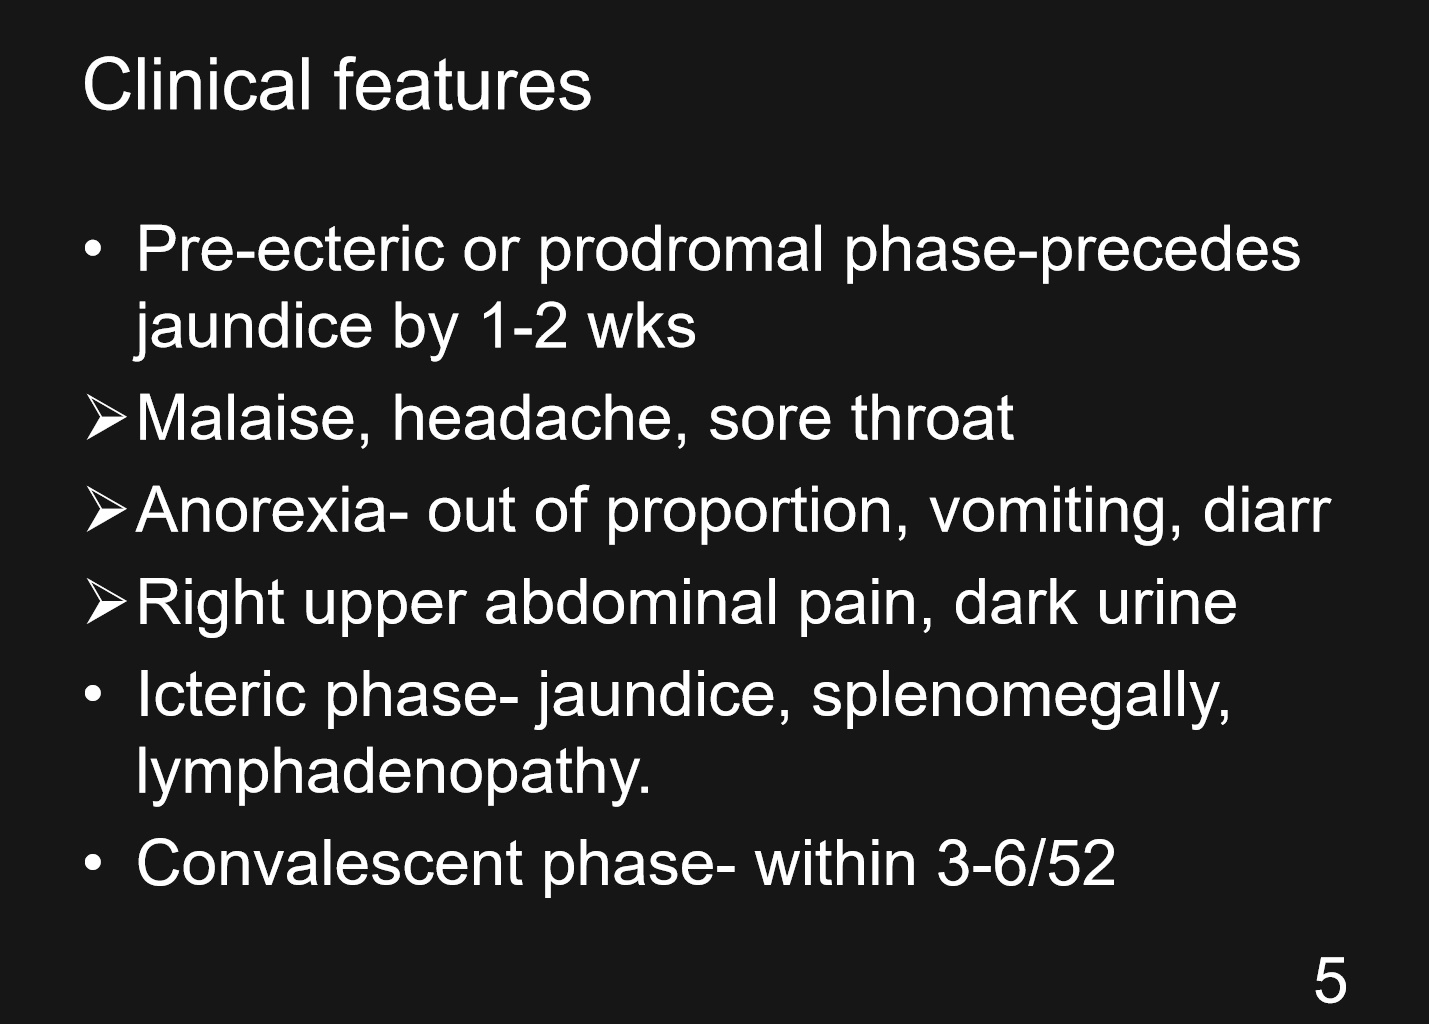 Clinical features
• Pre-ecteric or prodromal phase-precedes
jaundice by 1-2 wks
➢ Malaise, headache, sore throat
➢ Anorexia- out of proportion, vomiting, diarr
➢ Right upper abdominal pain, dark urine
• Icteric phase- jaundice, splenomegally,
lymphadenopathy.
• Convalescent phase- within 3-6/52
5